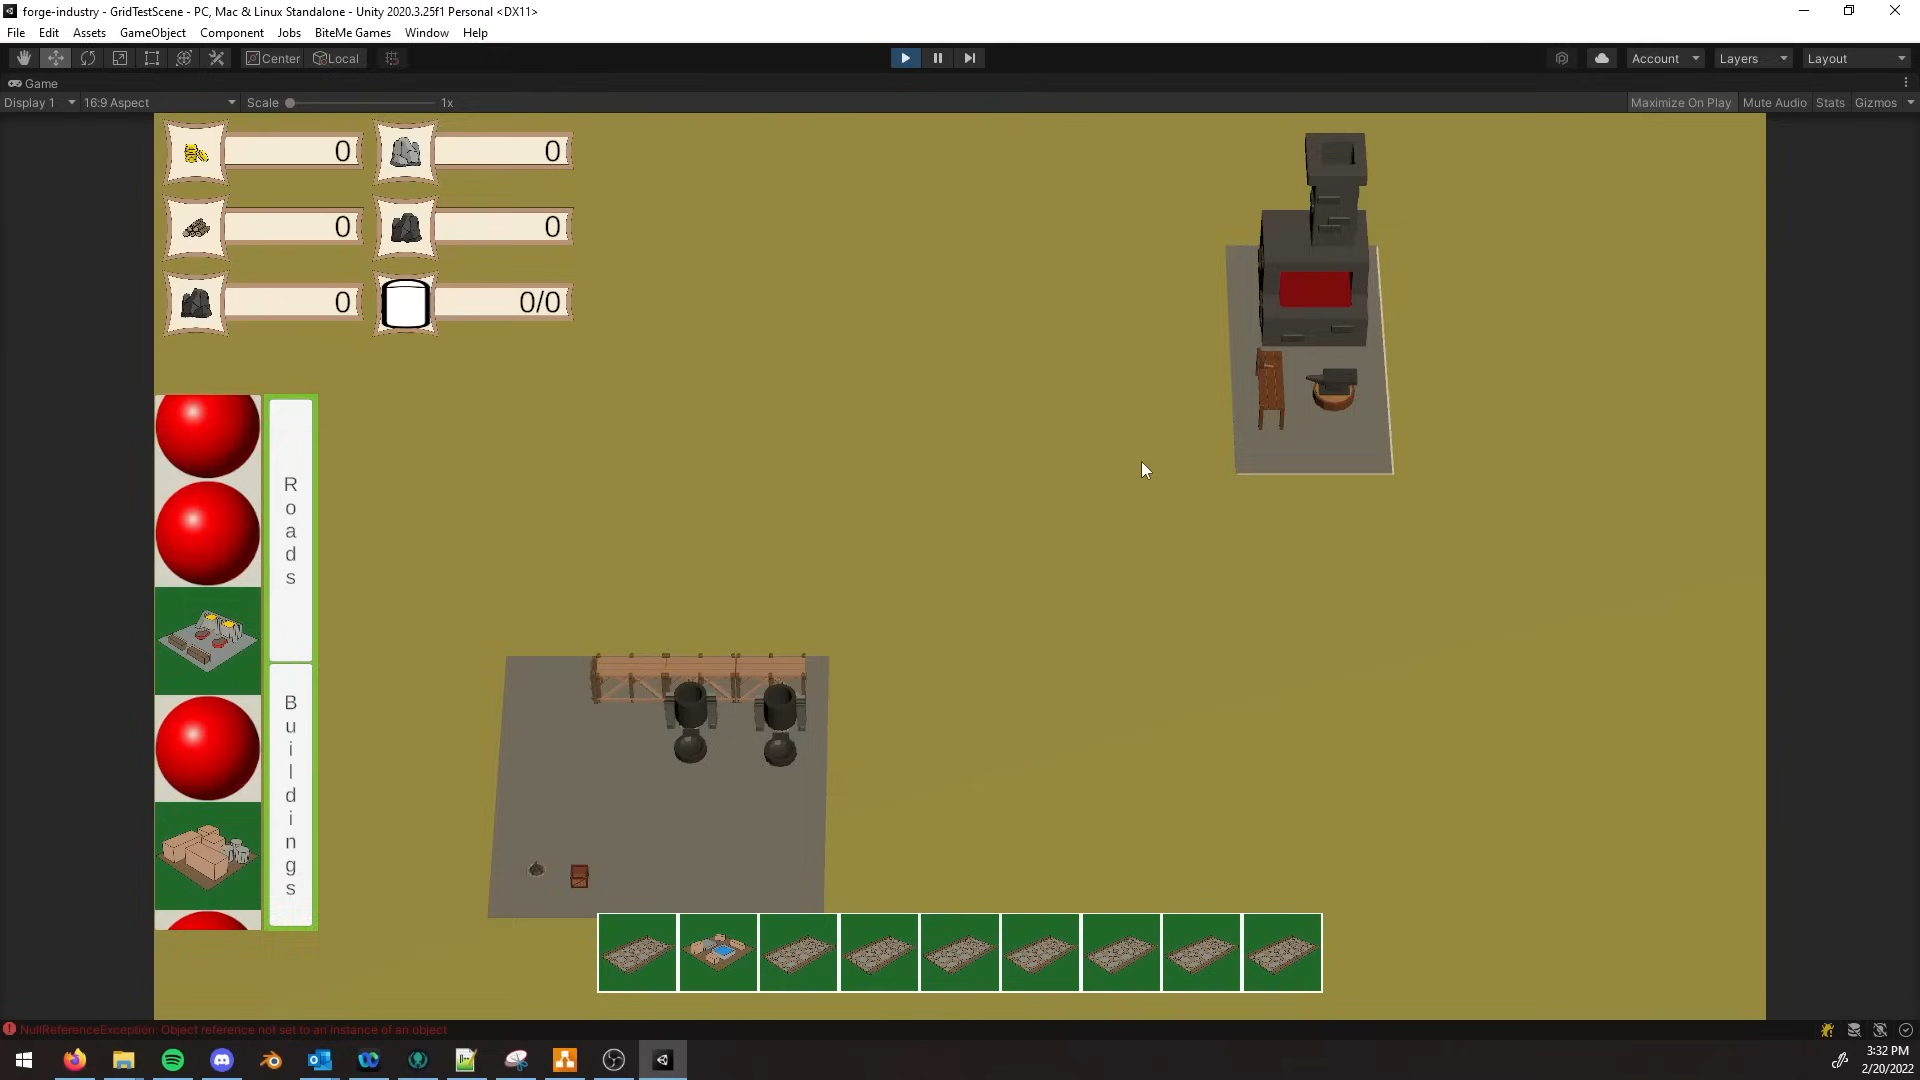 forge-industry - GridTestScene - PC, Mac & Linux Standalone - Unity 2020.3.25f1 Personal <DX11>
File Edit Assets GameObject Component Jobs BiteMe Games Window Help
Center Local Account Layers Layout
Game
Display 1 16:9 Aspect Scale 1x Maximize On Play Mute Audio Stats Gizmos
0 0
0 0
0 0/0
Roads
Buildings
NullReferenceException: Object reference not set to an instance of an object
3:32 PM
2/20/2022